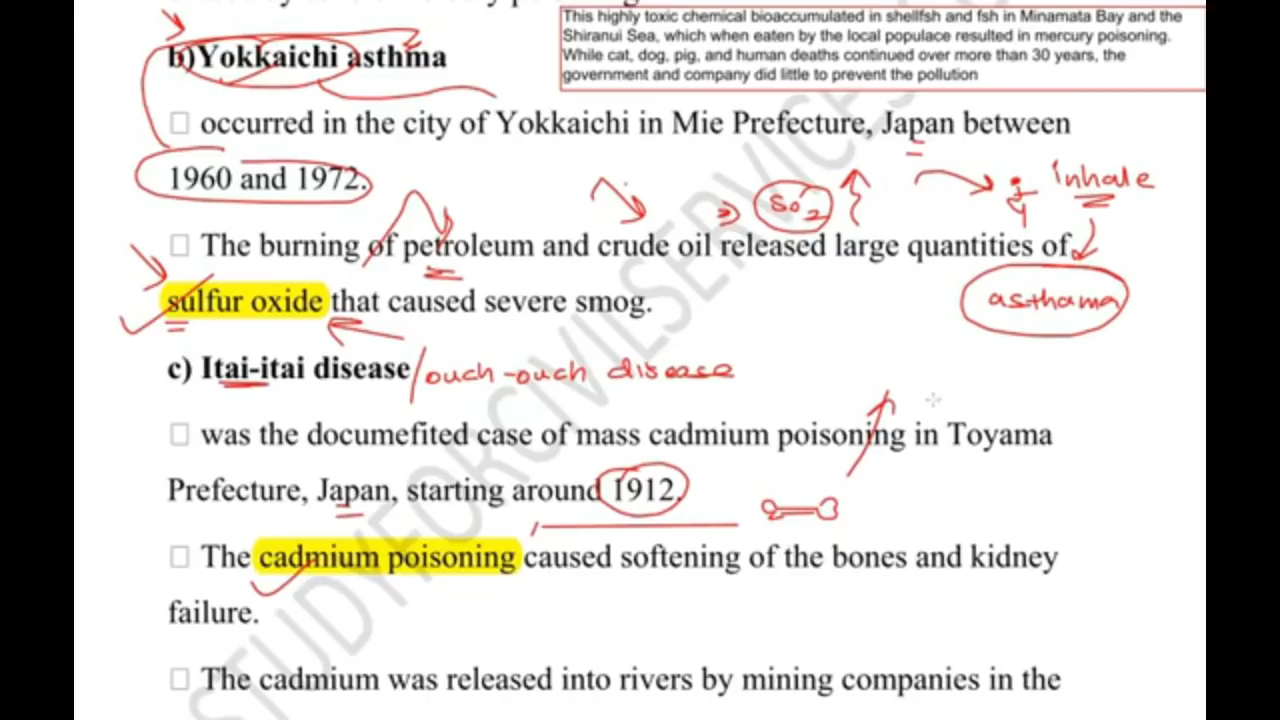 This highly toxic chemical bioaccumulated in shellfsh and fsh in Minamata Bay and the
Shiranui Sea, which when eaten by the local populace resulted in mercury poisoning.
While cat, dog, pig, and human deaths continued over more than 30 years, the
government and company did little to prevent the pollution
b)Yokkaichi asthma
occurred in the city of Yokkaichi in Mie Prefecture, Japan between
1960 and 1972.
SO2
inhale
The burning of petroleum and crude oil released large quantities of
asthama
sulfur oxide that caused severe smog.
c) Itai-itai disease/ouch-ouch disease
was the documefited case of mass cadmium poisoning in Toyama
Prefecture, Japan, starting around 1912.
The cadmium poisoning caused softening of the bones and kidney
failure.
The cadmium was released into rivers by mining companies in the
STUDYFORCIVILSERVICES